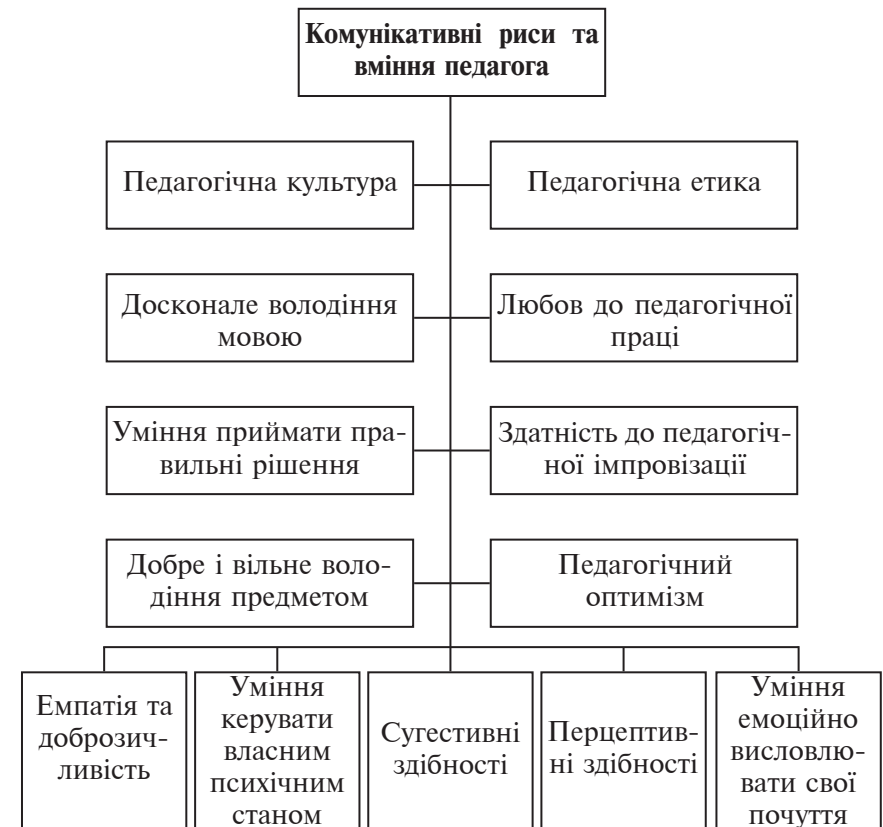 Комунікативні риси та
вміння педагога
Педагогічна культура
Педагогічна етика
Досконале володіння
мовою
Любов до педагогічної
праці
Уміння приймати пра-
вильні рішення
Здатність до педагогіч-
ної імпровізації
Добре і вільне воло-
діння предметом
Педагогічний
оптимізм
Емпатія та
доброзич-
ливість
Уміння
керувати
власним
психічним
станом
Сугестивні
здібності
Перцептив-
ні здібності
Уміння
емоційно
висловлю-
вати свої
почуття